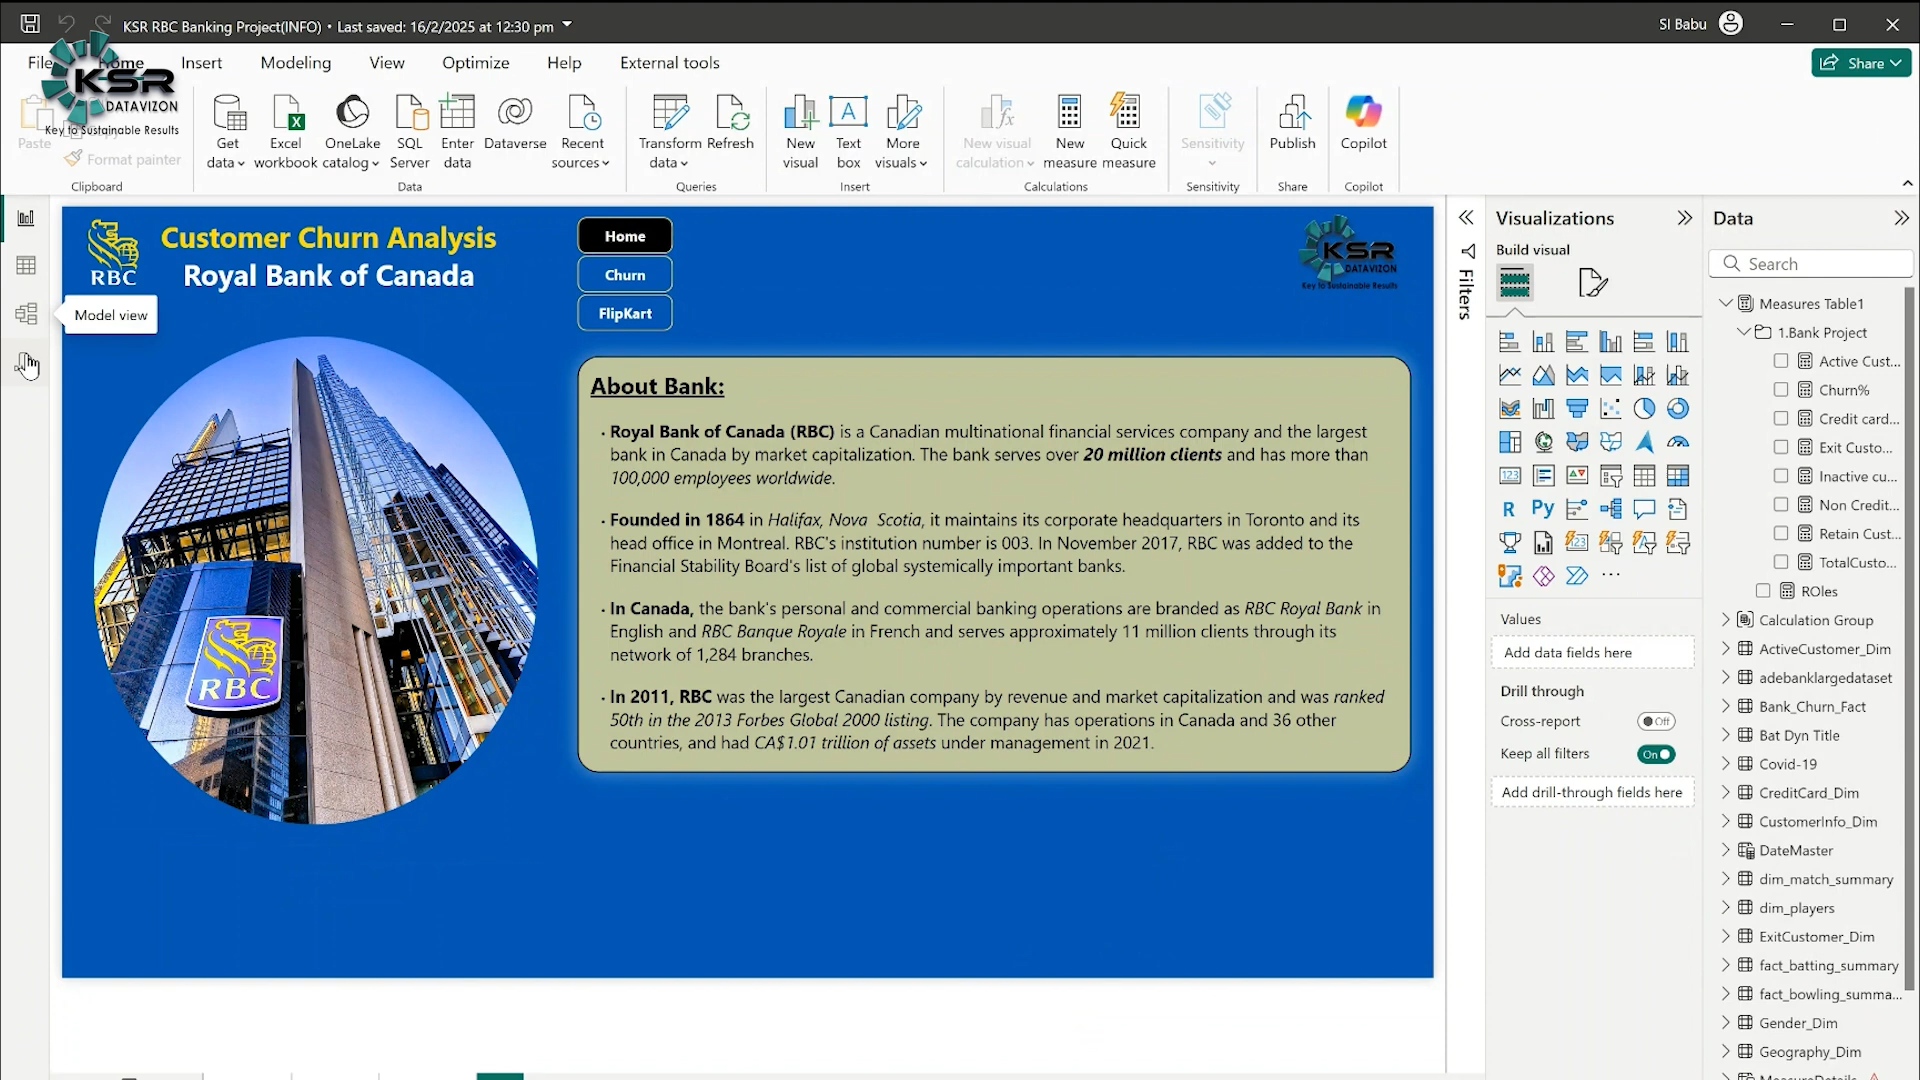 KSR RBC Banking Project(INFO) • Last saved: 16/2/2025 at 12:30 pm
SI Babu
File
Home
Insert
Modeling
View
Optimize
Help
External tools
Share
KSR
DATAVIZON
Key to Sustainable Results
Paste
Format painter
Clipboard
Get data
Excel workbook
OneLake catalog
SQL Server
Enter data
Dataverse
Recent sources
Data
Transform data
Refresh
Queries
New visual
Text box
More visuals
Insert
New visual calculation
New measure
Quick measure
Calculations
Sensitivity
Sensitivity
Publish
Share
Copilot
Copilot
Model view
RBC
Customer Churn Analysis
Royal Bank of Canada
Home
Churn
FlipKart
KSR
DATAVIZON
Key to Sustainable Results
RBC
About Bank:
• Royal Bank of Canada (RBC) is a Canadian multinational financial services company and the largest
bank in Canada by market capitalization. The bank serves over 20 million clients and has more than
100,000 employees worldwide.
• Founded in 1864 in Halifax, Nova Scotia, it maintains its corporate headquarters in Toronto and its
head office in Montreal. RBC's institution number is 003. In November 2017, RBC was added to the
Financial Stability Board's list of global systemically important banks.
• In Canada, the bank's personal and commercial banking operations are branded as RBC Royal Bank in
English and RBC Banque Royale in French and serves approximately 11 million clients through its
network of 1,284 branches.
• In 2011, RBC was the largest Canadian company by revenue and market capitalization and was ranked
50th in the 2013 Forbes Global 2000 listing. The company has operations in Canada and 36 other
countries, and had CA$1.01 trillion of assets under management in 2021.
Filters
Visualizations
Build visual
123
R
Py
123
Values
Add data fields here
Drill through
Cross-report
Off
Keep all filters
On
Add drill-through fields here
Data
Search
Measures Table1
1.Bank Project
Active Cust...
Churn%
Credit card...
Exit Custo...
Inactive cu...
Non Credit...
Retain Cust...
TotalCusto...
ROles
Calculation Group
ActiveCustomer_Dim
adebanklargedataset
Bank_Churn_Fact
Bat Dyn Title
Covid-19
CreditCard_Dim
CustomerInfo_Dim
DateMaster
dim_match_summary
dim_players
ExitCustomer_Dim
fact_batting_summary
fact_bowling_summa...
Gender_Dim
Geography_Dim